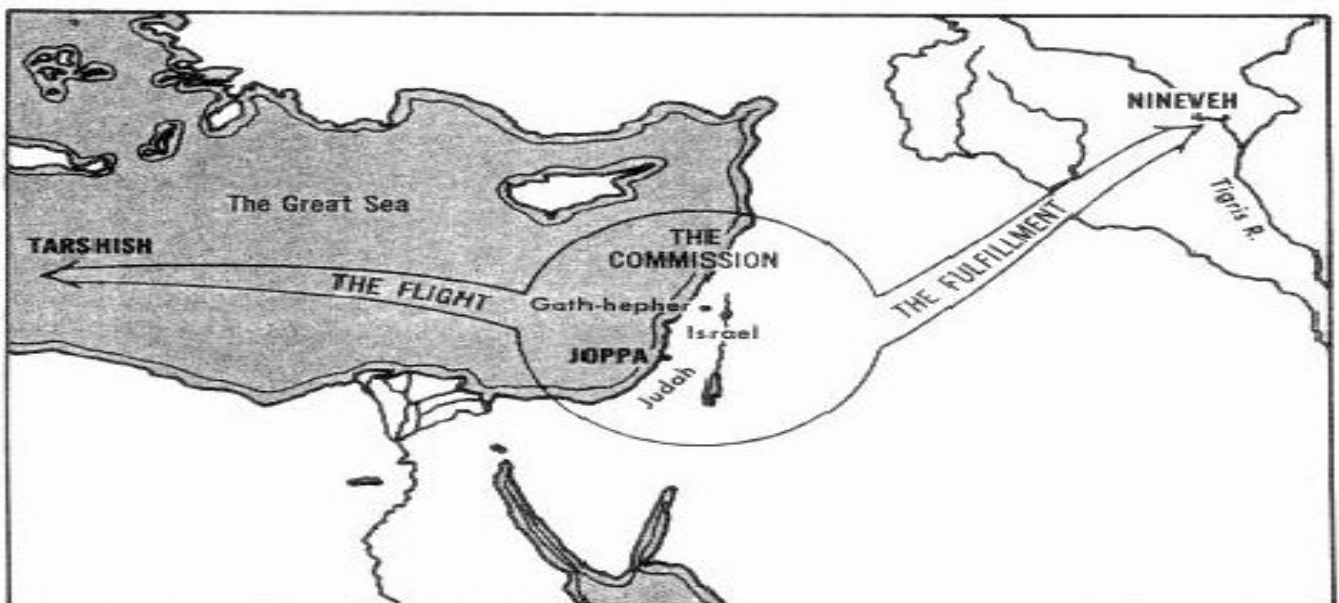 NINEVEH
The Great Sea
Tigris R.
TARSHISH
THE
COMMISSION
THE FLIGHT
THE FULFILLMENT
Gath-hepher
Israel
JOPPA
Judah